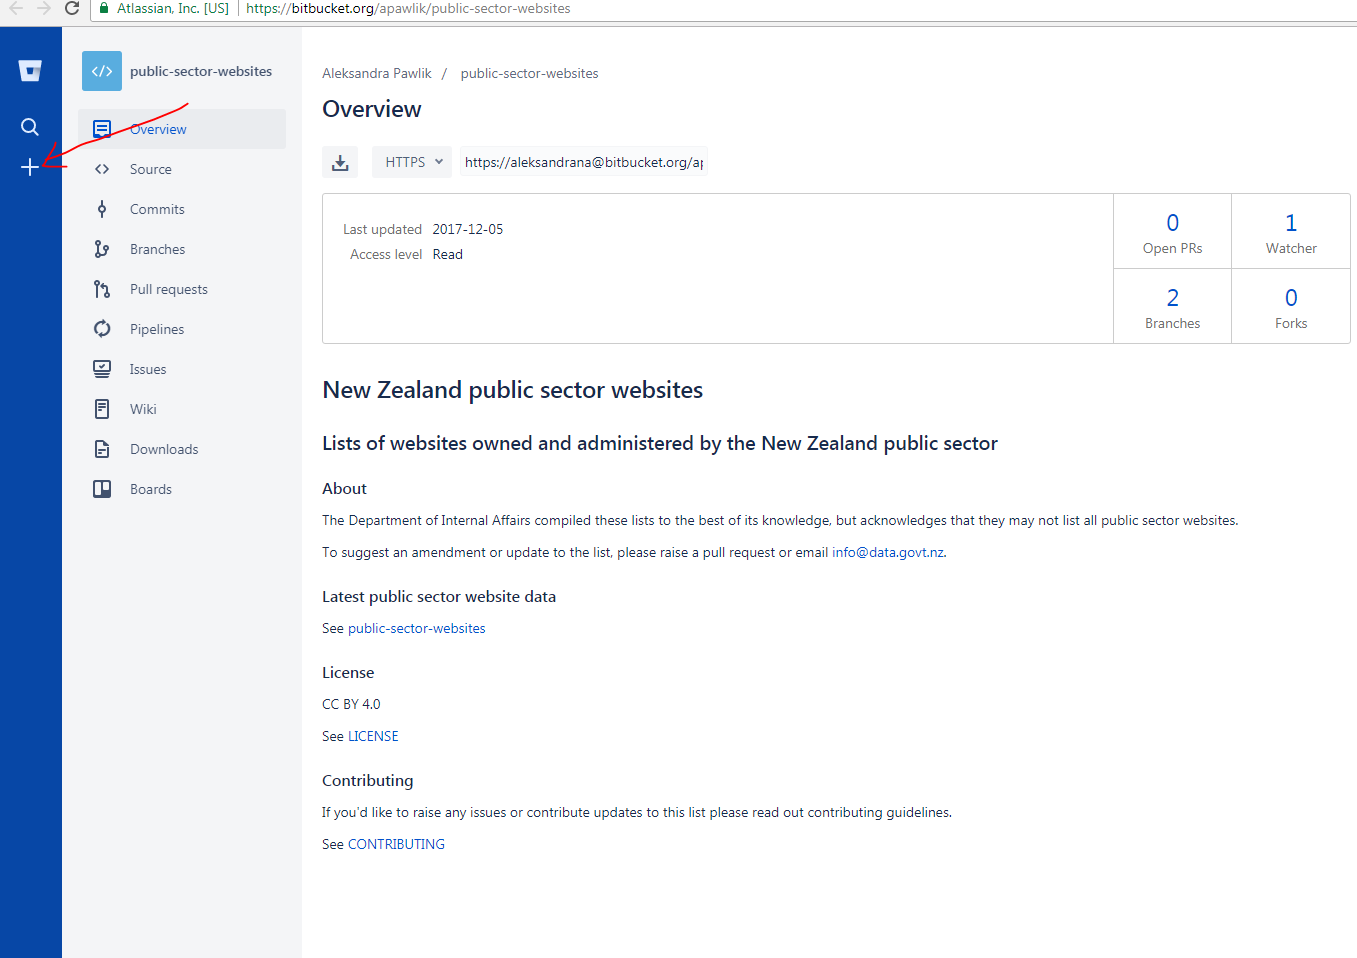 Atlassian, Inc. [US] https://bitbucket.org/apawlik/public-sector-websites
public-sector-websites
Overview
Source
Commits
Branches
Pull requests
Pipelines
Issues
Wiki
Downloads
Boards
Aleksandra Pawlik / public-sector-websites
Overview
HTTPS https://aleksandrana@bitbucket.org/ap
Last updated 2017-12-05
Access level Read
0
Open PRs
1
Watcher
2
Branches
0
Forks
New Zealand public sector websites
Lists of websites owned and administered by the New Zealand public sector
About
The Department of Internal Affairs compiled these lists to the best of its knowledge, but acknowledges that they may not list all public sector websites.
To suggest an amendment or update to the list, please raise a pull request or email info@data.govt.nz.
Latest public sector website data
See public-sector-websites
License
CC BY 4.0
See LICENSE
Contributing
If you'd like to raise any issues or contribute updates to this list please read out contributing guidelines.
See CONTRIBUTING